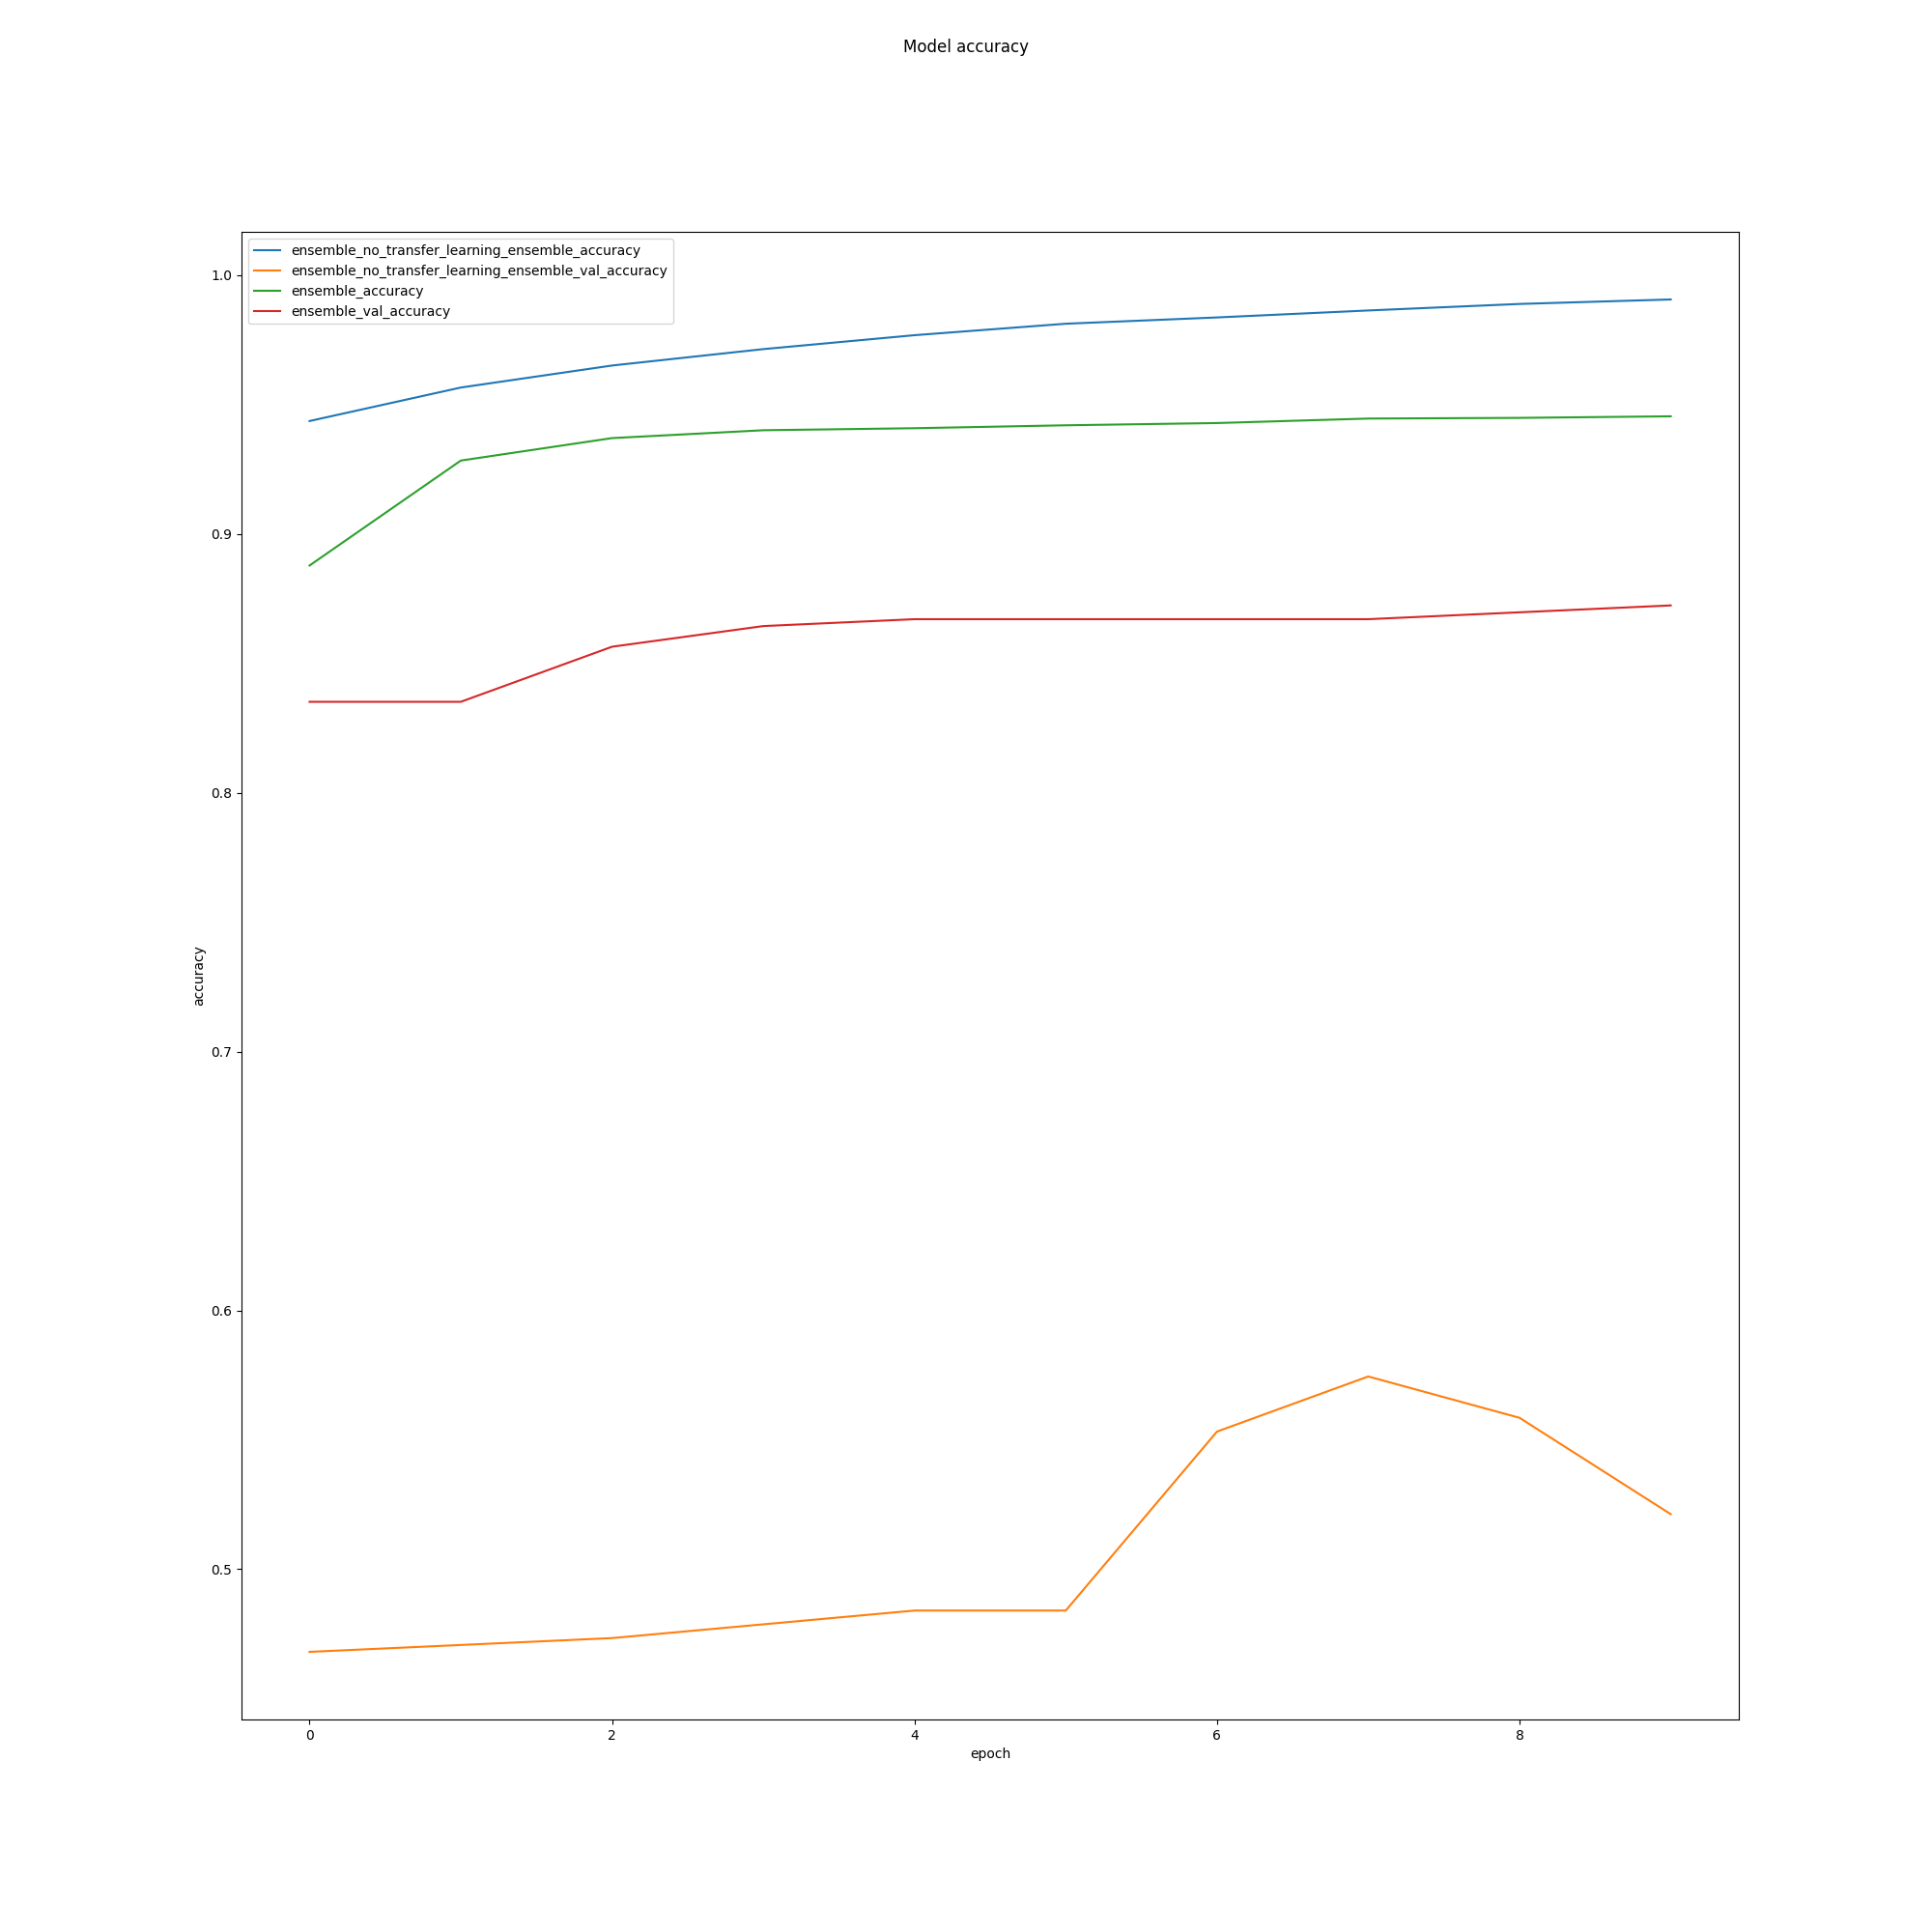 Model accuracy
ensemble_no_transfer_learning_ensemble_accuracy
ensemble_no_transfer_learning_ensemble_val_accuracy
ensemble_accuracy
ensemble_val_accuracy
1.0
0.9
0.8
0.7
0.6
0.5
accuracy
0 2 4 6 8
epoch